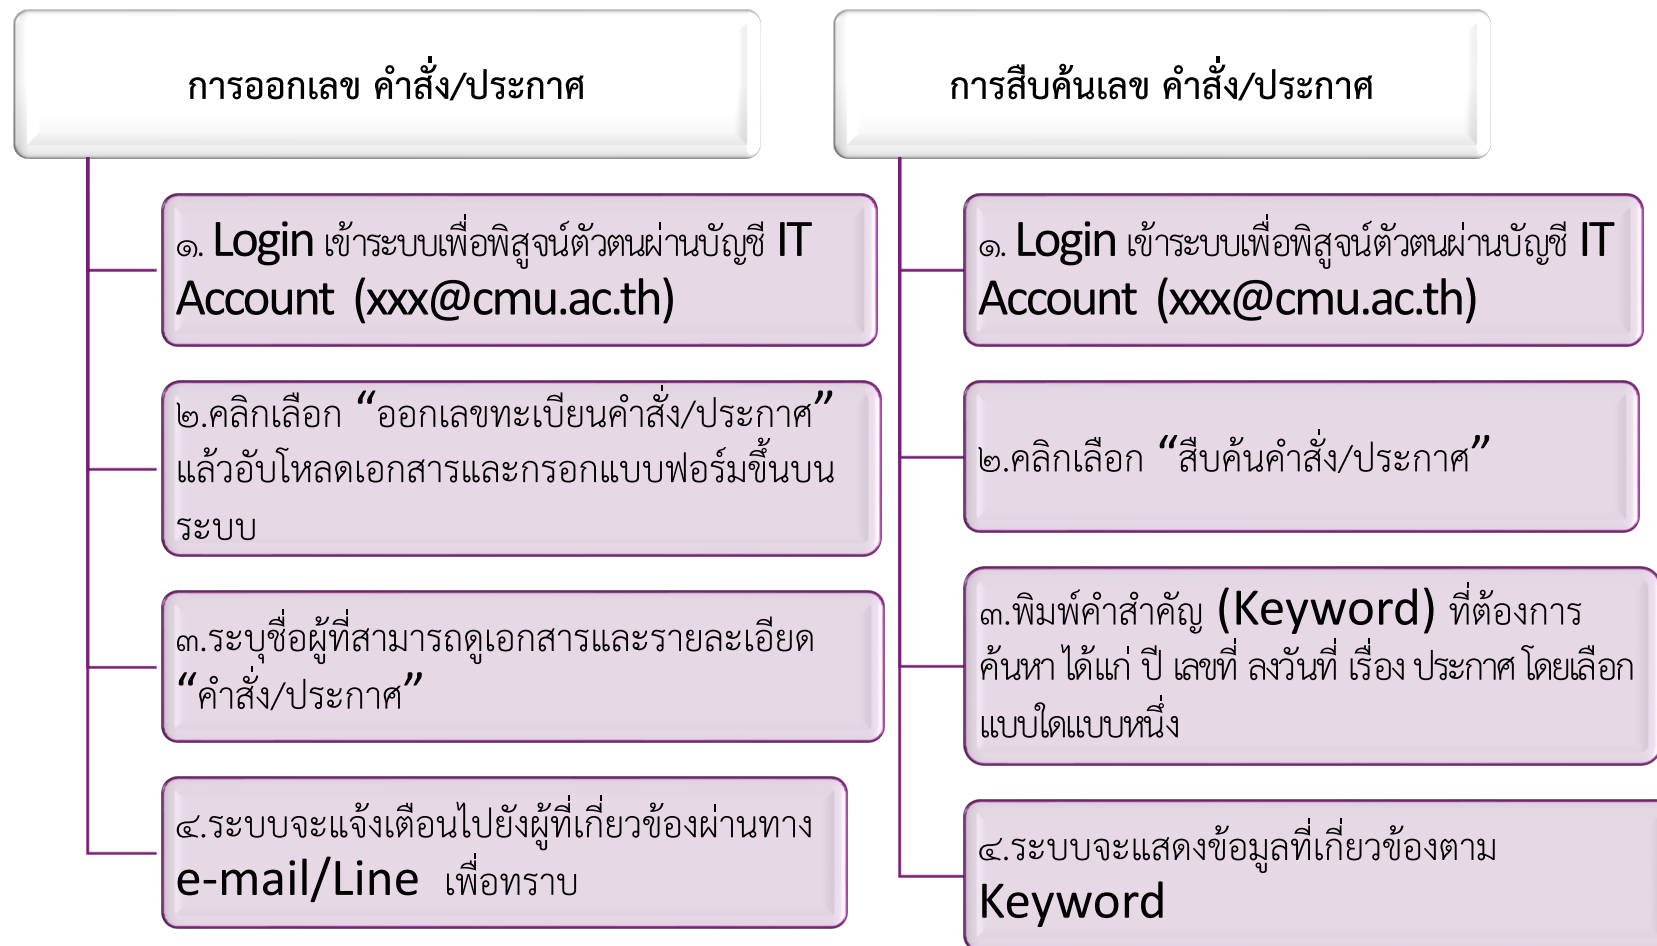 การออกเลข คำสั่ง/ประกาศ
๑. Login เข้าระบบเพื่อพิสูจน์ตัวตนผ่านบัญชี IT
Account (xxx@cmu.ac.th)
๒.คลิกเลือก “ออกเลขทะเบียนคำสั่ง/ประกาศ”
แล้วอับโหลดเอกสารและกรอกแบบฟอร์มขึ้นบน
ระบบ
๓.ระบุชื่อผู้ที่สามารถดูเอกสารและรายละเอียด
“คำสั่ง/ประกาศ”
๔.ระบบจะแจ้งเตือนไปยังผู้ที่เกี่ยวข้องผ่านทาง
e-mail/Line เพื่อทราบ
การสืบค้นเลข คำสั่ง/ประกาศ
๑. Login เข้าระบบเพื่อพิสูจน์ตัวตนผ่านบัญชี IT
Account (xxx@cmu.ac.th)
๒.คลิกเลือก “สืบค้นคำสั่ง/ประกาศ”
๓.พิมพ์คำสำคัญ (Keyword) ที่ต้องการ
ค้นหา ได้แก่ ปี เลขที่ ลงวันที่ เรื่อง ประกาศ โดยเลือก
แบบใดแบบหนึ่ง
๔.ระบบจะแสดงข้อมูลที่เกี่ยวข้องตาม
Keyword